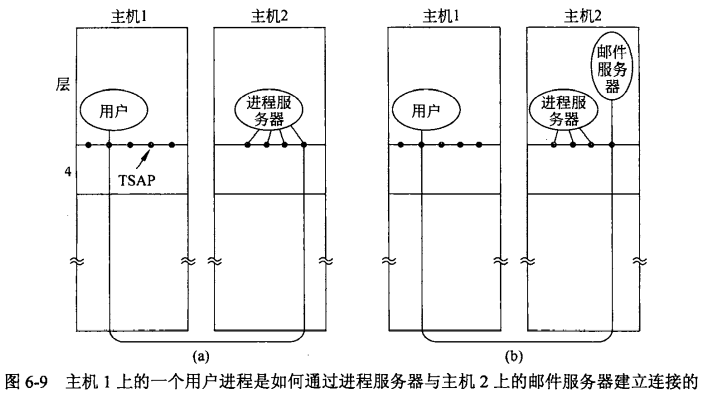 主机1 主机2 主机1 主机2
层
用户
进程服
务器
用户
进程服
务器
邮件
服务
器
4
TSAP
(a)
(b)
图 6-9 主机 1 上的一个用户进程是如何通过进程服务器与主机 2 上的邮件服务器建立连接的